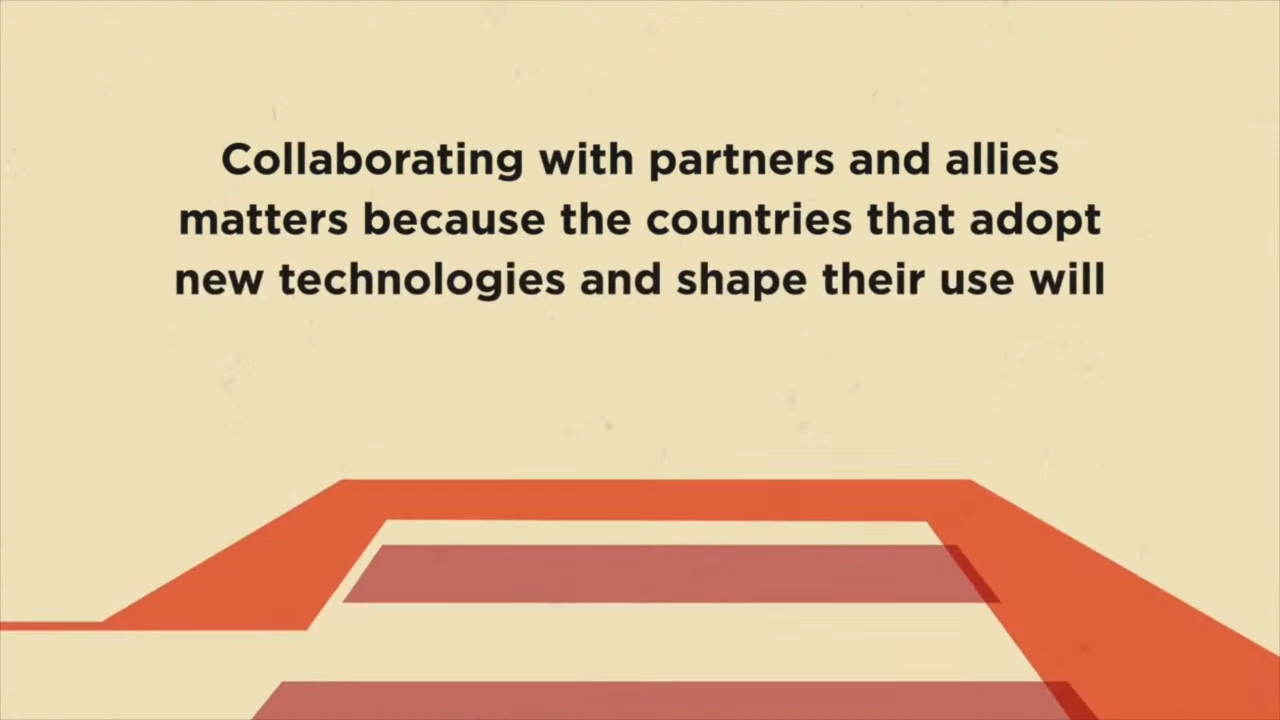 Collaborating with partners and allies
matters because the countries that adopt
new technologies and shape their use will